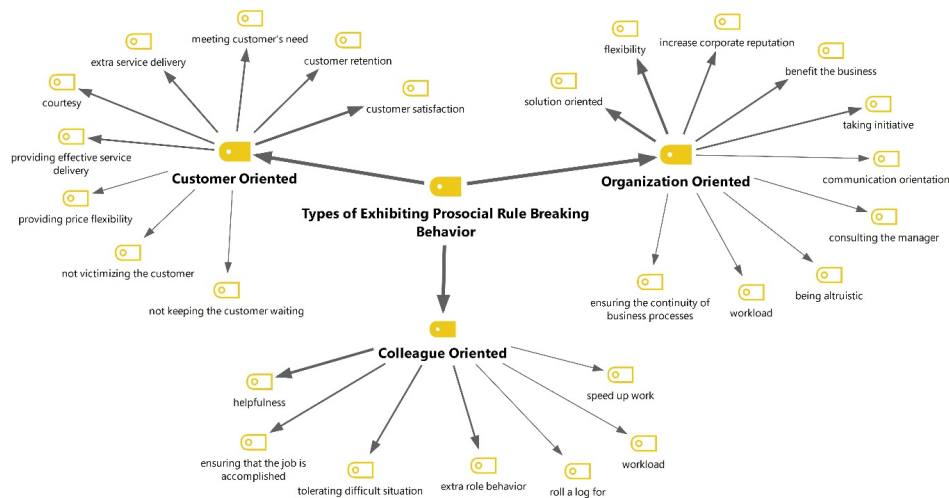 meeting customer's need
increase corporate reputation
flexibility
extra service delivery
customer retention
benefit the business
courtesy
customer satisfaction
solution oriented
taking initiative
providing effective service
delivery
Customer Oriented
Organization Oriented
communication orientation
providing price flexibility
Types of Exhibiting Prosocial Rule Breaking
Behavior
consulting the manager
not victimizing the customer
not keeping the customer waiting
ensuring the continuity of
business processes
workload
being altruistic
Colleague Oriented
helpfulness
speed up work
ensuring that the job is
accomplished
tolerating difficult situation
extra role behavior
roll a log for
workload